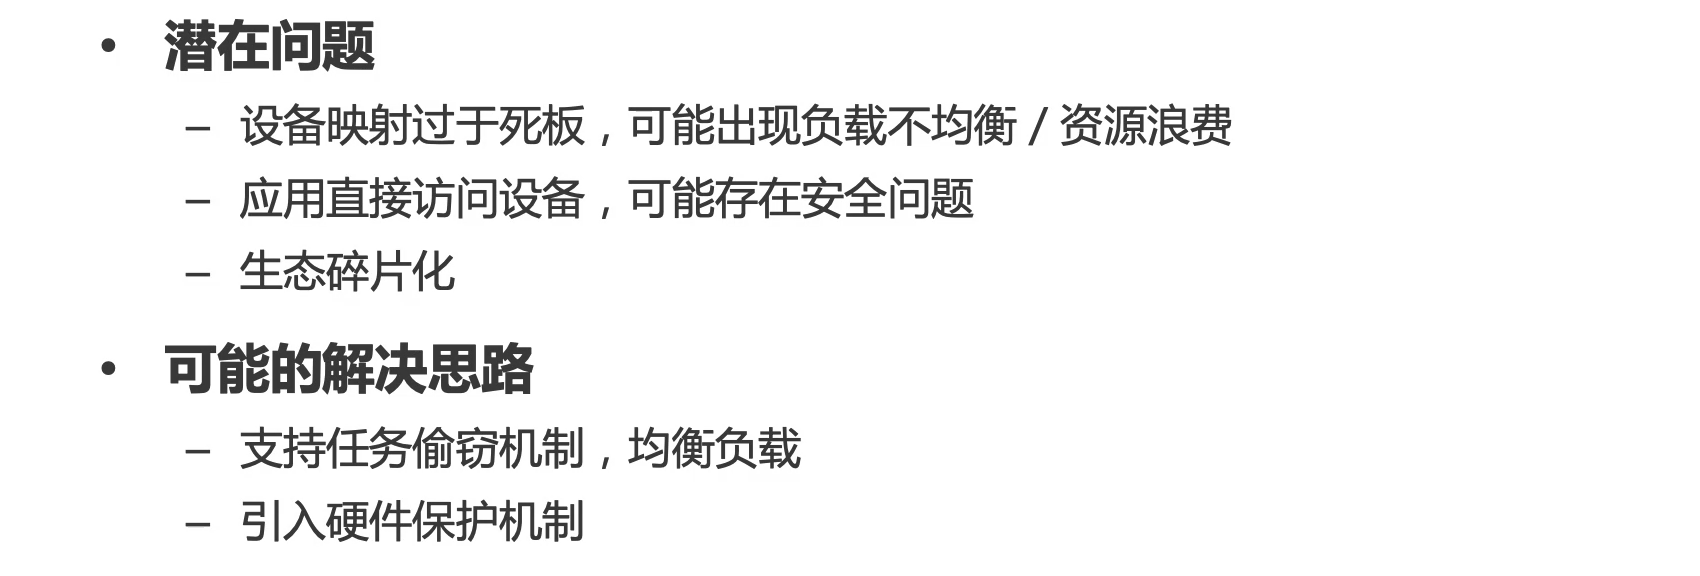 • 潜在问题
– 设备映射过于死板，可能出现负载不均衡 / 资源浪费
– 应用直接访问设备，可能存在安全问题
– 生态碎片化
• 可能的解决思路
– 支持任务偷窃机制，均衡负载
– 引入硬件保护机制